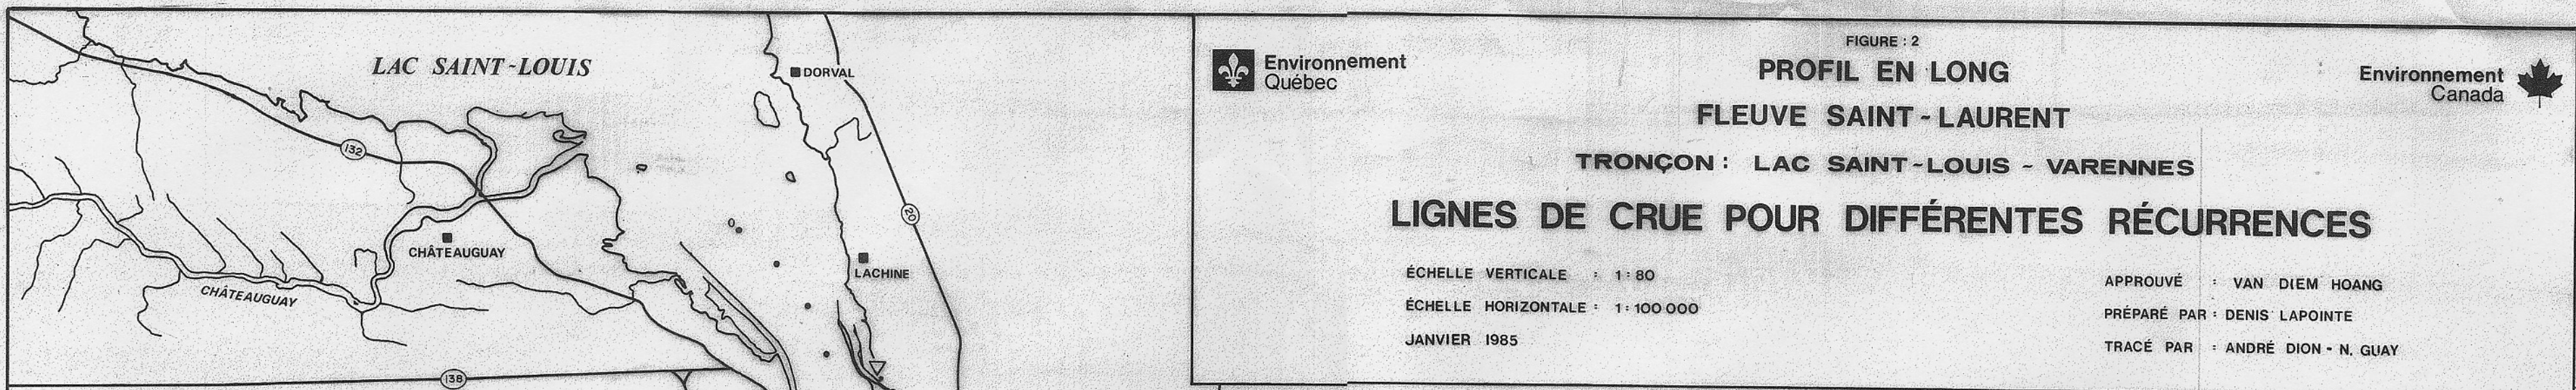 LAC SAINT-LOUIS
DORVAL
132
20
CHÂTEAUGUAY
LACHINE
CHÂTEAUGUAY
138
Environnement
Québec
FIGURE : 2
PROFIL EN LONG
FLEUVE SAINT-LAURENT
TRONÇON : LAC SAINT-LOUIS - VARENNES
LIGNES DE CRUE POUR DIFFÉRENTES RÉCURRENCES
Environnement
Canada
ÉCHELLE VERTICALE : 1 : 80
ÉCHELLE HORIZONTALE : 1 : 100 000
JANVIER 1985
APPROUVÉ : VAN DIEM HOANG
PRÉPARÉ PAR : DENIS LAPOINTE
TRACÉ PAR : ANDRÉ DION - N. GUAY